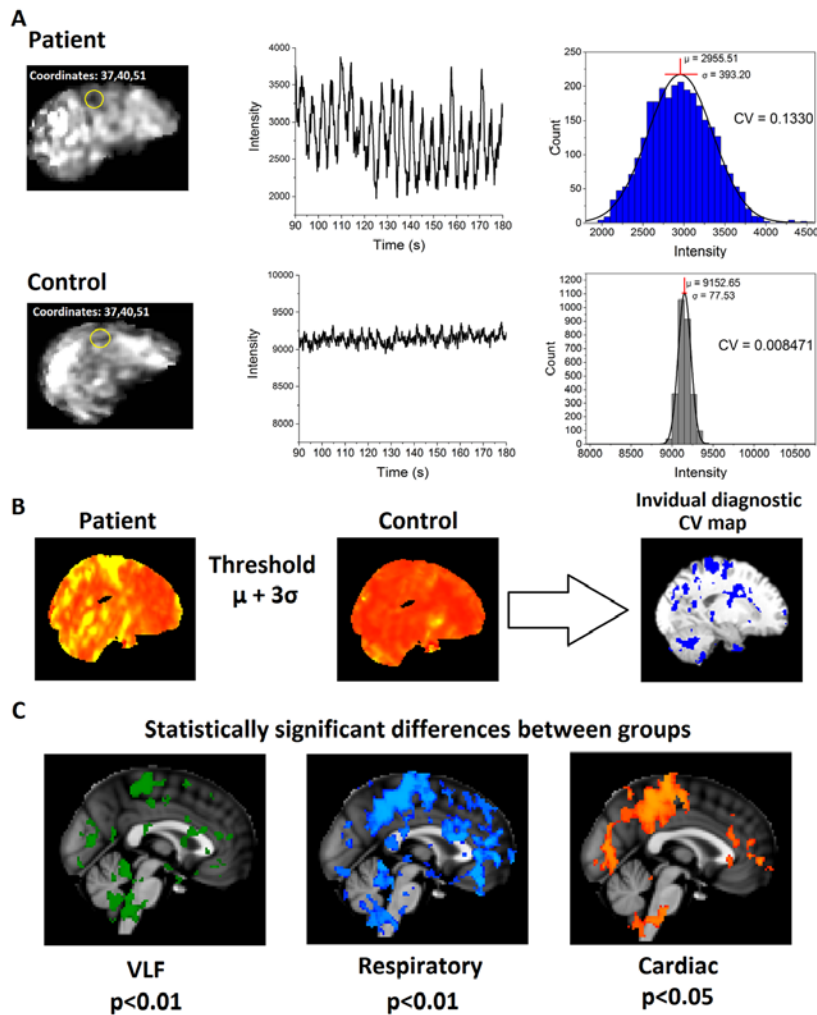 A
Patient
Coordinates: 37,40,51
4000
3500
3000
2500
2000
Intensity
90 100 110 120 130 140 150 160 170 180
Time (s)
250
200
150
100
50
0
Count
μ = 2955.51
σ = 393.20
CV = 0.1330
2000 2500 3000 3500 4000 4500
Intensity
Control
Coordinates: 37,40,51
10000
9500
9000
8500
8000
Intensity
90 100 110 120 130 140 150 160 170 180
Time (s)
1200
1100
1000
900
800
700
600
500
400
300
200
100
0
Count
μ = 9152.65
σ = 77.53
CV = 0.008471
8000 8500 9000 9500 10000 10500
Intensity
B
Patient
Threshold
μ + 3σ
Control
Invidual diagnostic
CV map
C
Statistically significant differences between groups
VLF
p<0.01
Respiratory
p<0.01
Cardiac
p<0.05